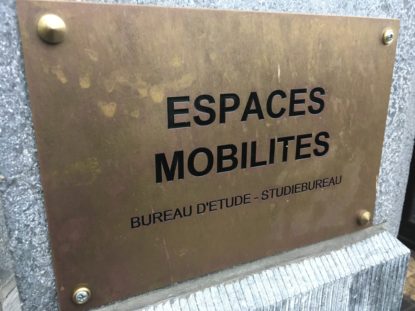 ESPACES
MOBILITES
BUREAU D'ETUDE - STUDIEBUREAU